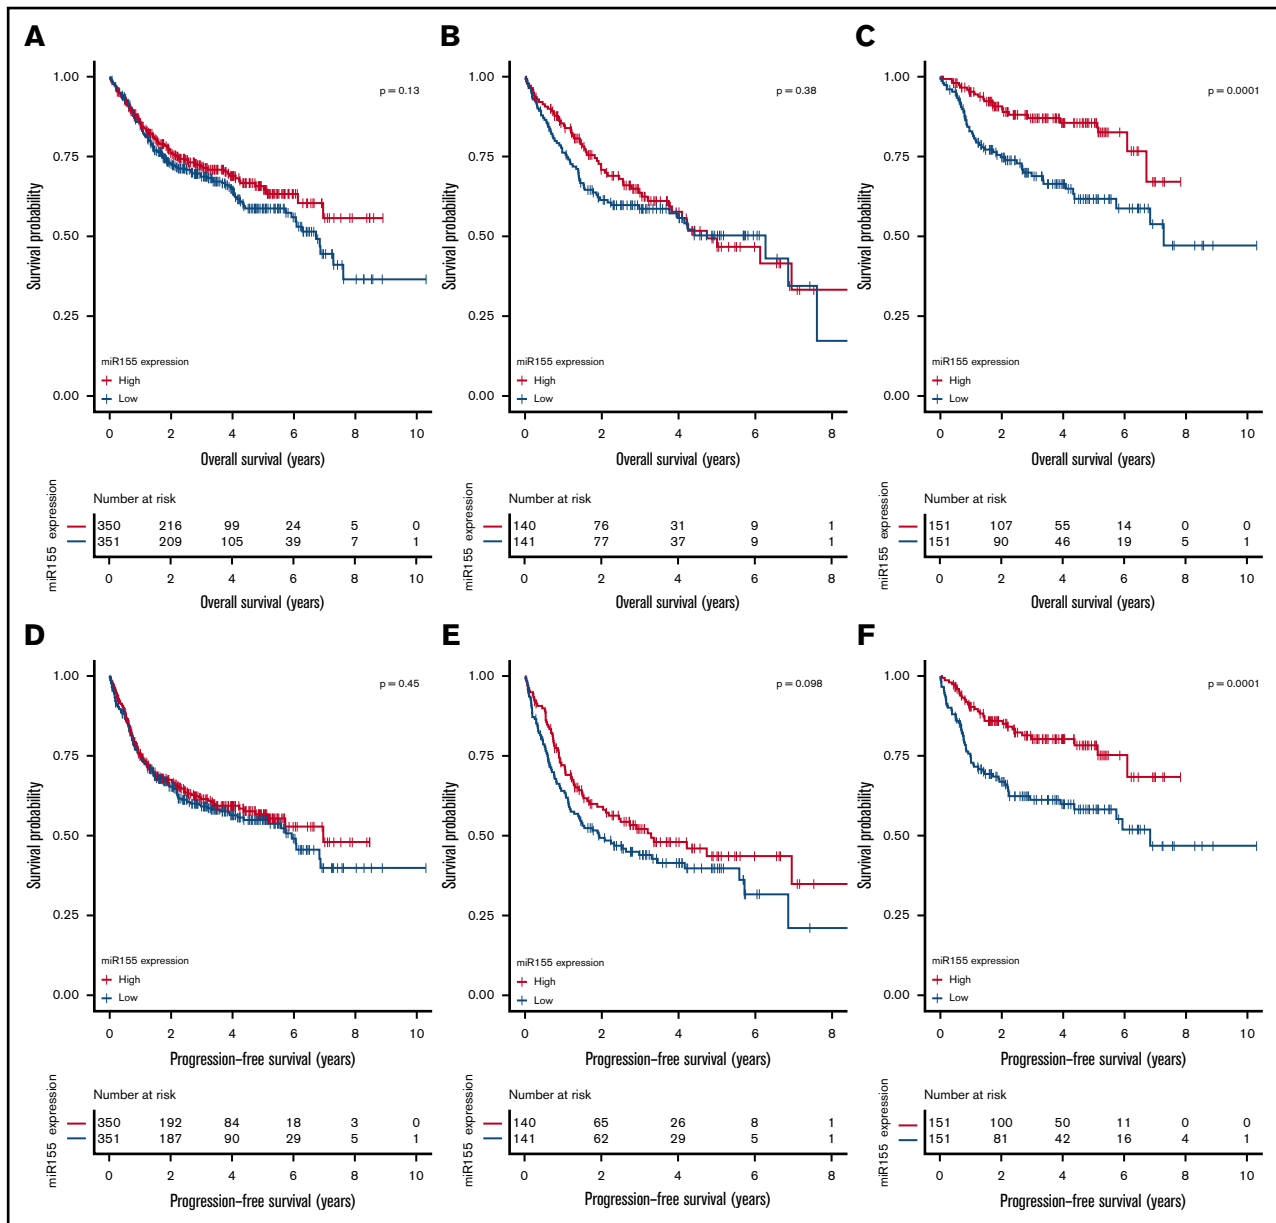 A
Survival probability
1.00
0.75
0.50
0.25
0.00
p = 0.13
miR155 expression
High
Low
0 2 4 6 8 10
Overall survival (years)
miR155 expression
Number at risk
350 216 99 24 5 0
351 209 105 39 7 1
0 2 4 6 8 10
Overall survival (years)
B
Survival probability
1.00
0.75
0.50
0.25
0.00
p = 0.38
miR155 expression
High
Low
0 2 4 6 8
Overall survival (years)
miR155 expression
Number at risk
140 76 31 9 1
141 77 37 9 1
0 2 4 6 8
Overall survival (years)
C
Survival probability
1.00
0.75
0.50
0.25
0.00
p = 0.0001
miR155 expression
High
Low
0 2 4 6 8 10
Overall survival (years)
miR155 expression
Number at risk
151 107 55 14 0 0
151 90 46 19 5 1
0 2 4 6 8 10
Overall survival (years)
D
Survival probability
1.00
0.75
0.50
0.25
0.00
p = 0.45
miR155 expression
High
Low
0 2 4 6 8 10
Progression–free survival (years)
miR155 expression
Number at risk
350 192 84 18 3 0
351 187 90 29 5 1
0 2 4 6 8 10
Progression–free survival (years)
E
Survival probability
1.00
0.75
0.50
0.25
0.00
p = 0.098
miR155 expression
High
Low
0 2 4 6 8
Progression–free survival (years)
miR155 expression
Number at risk
140 65 26 8 1
141 62 29 5 1
0 2 4 6 8
Progression–free survival (years)
F
Survival probability
1.00
0.75
0.50
0.25
0.00
p = 0.0001
miR155 expression
High
Low
0 2 4 6 8 10
Progression–free survival (years)
miR155 expression
Number at risk
151 100 50 11 0 0
151 81 42 16 4 1
0 2 4 6 8 10
Progression–free survival (years)